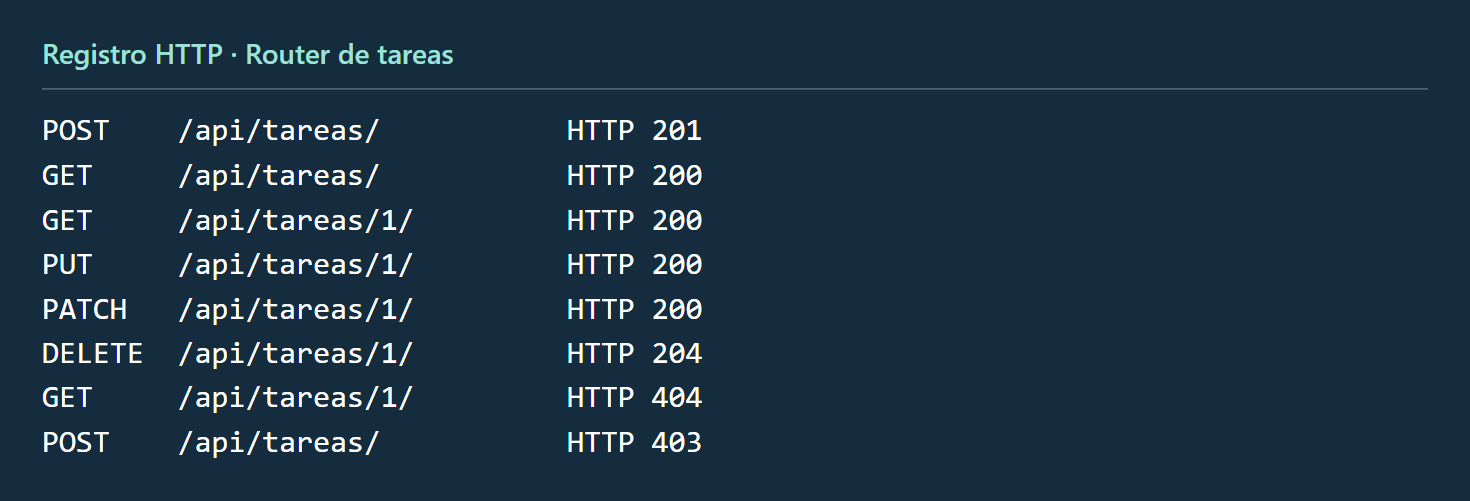 Registro HTTP · Router de tareas
POST /api/tareas/ HTTP 201
GET /api/tareas/ HTTP 200
GET /api/tareas/1/ HTTP 200
PUT /api/tareas/1/ HTTP 200
PATCH /api/tareas/1/ HTTP 200
DELETE /api/tareas/1/ HTTP 204
GET /api/tareas/1/ HTTP 404
POST /api/tareas/ HTTP 403